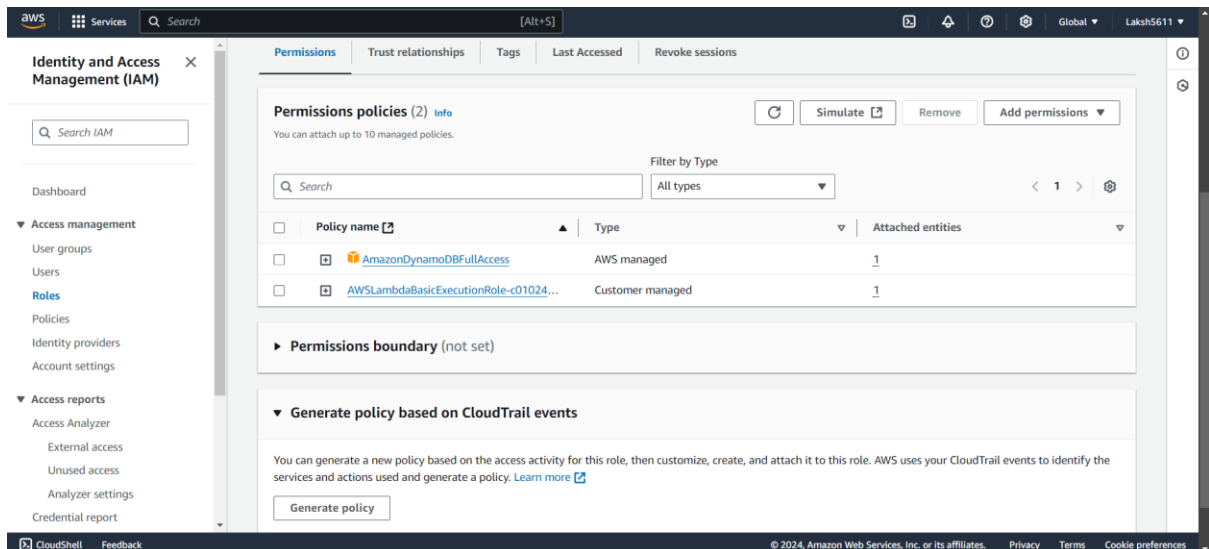 aws
Services
Search
[Alt+S]
Global
Laksh5611
Identity and Access Management (IAM)
Search IAM
Dashboard
Access management
User groups
Users
Roles
Policies
Identity providers
Account settings
Access reports
Access Analyzer
External access
Unused access
Analyzer settings
Credential report
Permissions
Trust relationships
Tags
Last Accessed
Revoke sessions
Permissions policies (2) Info
You can attach up to 10 managed policies.
Simulate
Remove
Add permissions
Filter by Type
Search
All types
1
Policy name
Type
Attached entities
AmazonDynamoDBFullAccess
AWS managed
1
AWSLambdaBasicExecutionRole-c01024...
Customer managed
1
Permissions boundary (not set)
Generate policy based on CloudTrail events
You can generate a new policy based on the access activity for this role, then customize, create, and attach it to this role. AWS uses your CloudTrail events to identify the
services and actions used and generate a policy. Learn more
Generate policy
CloudShell
Feedback
© 2024, Amazon Web Services, Inc. or its affiliates.
Privacy
Terms
Cookie preferences